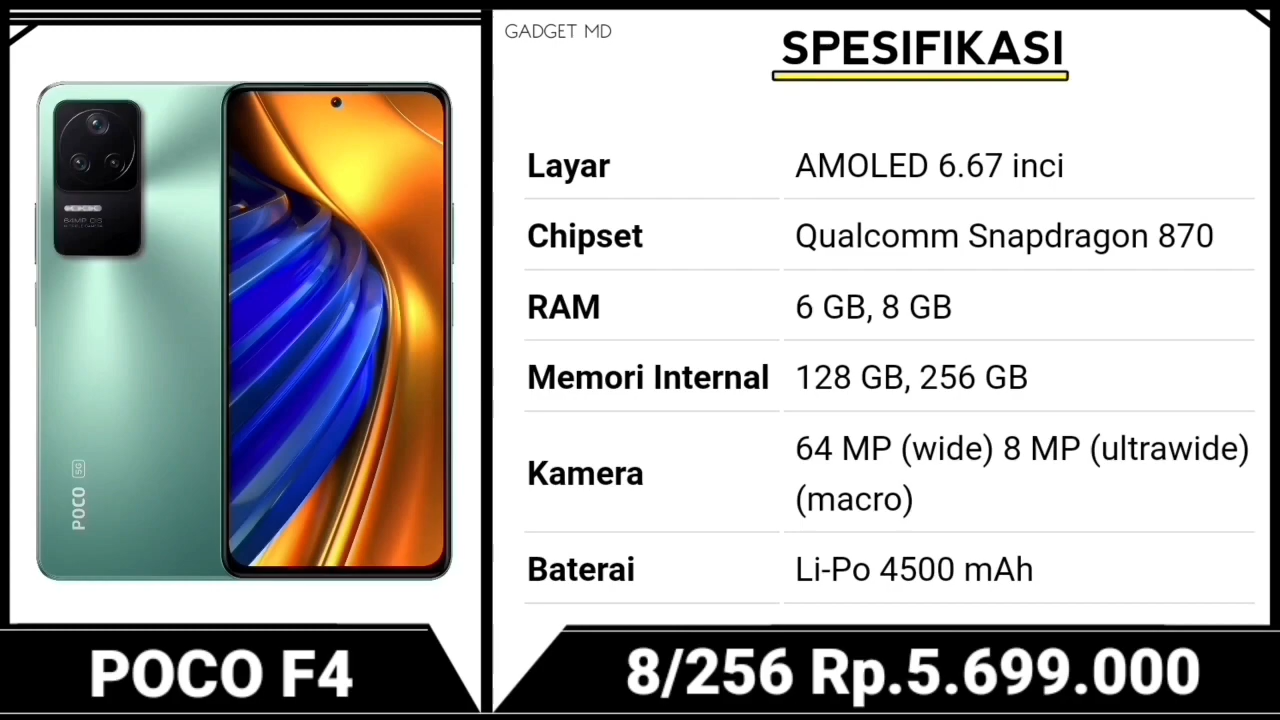 GADGET MD
SPESIFIKASI
Layar AMOLED 6.67 inci
Chipset Qualcomm Snapdragon 870
RAM 6 GB, 8 GB
Memori Internal 128 GB, 256 GB
Kamera 64 MP (wide) 8 MP (ultrawide)
(macro)
Baterai Li-Po 4500 mAh
64MP OIS
POCO 5G
POCO F4
8/256 Rp.5.699.000